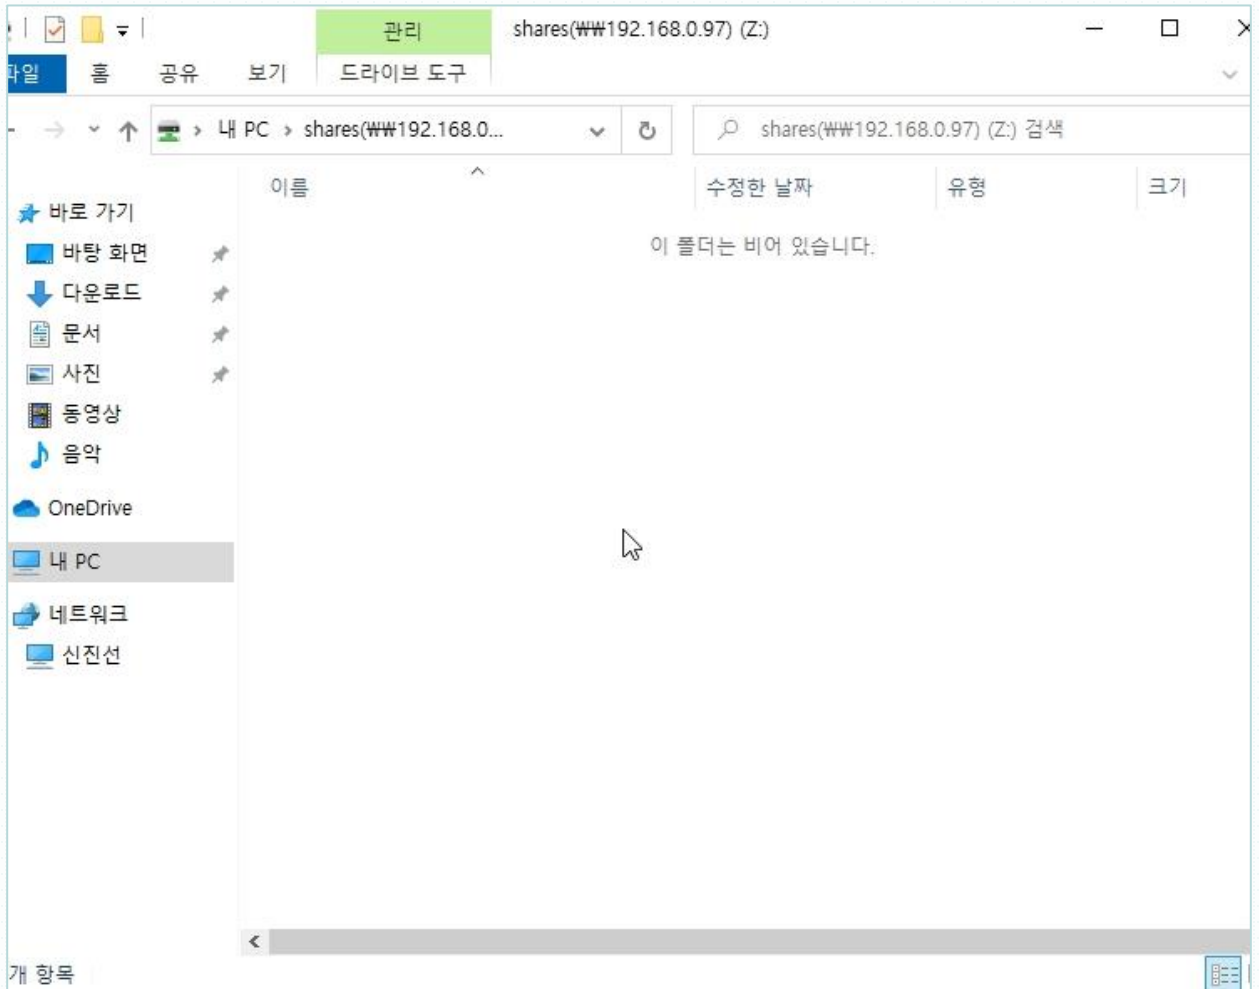 관리
shares(₩₩192.168.0.97) (Z:)
파일 홈 공유 보기 드라이브 도구
내 PC > shares(₩₩192.168.0...
shares(₩₩192.168.0.97) (Z:) 검색
이름 수정한 날짜 유형 크기
이 폴더는 비어 있습니다.
바로 가기
바탕 화면
다운로드
문서
사진
동영상
음악
OneDrive
내 PC
네트워크
신진선
개 항목